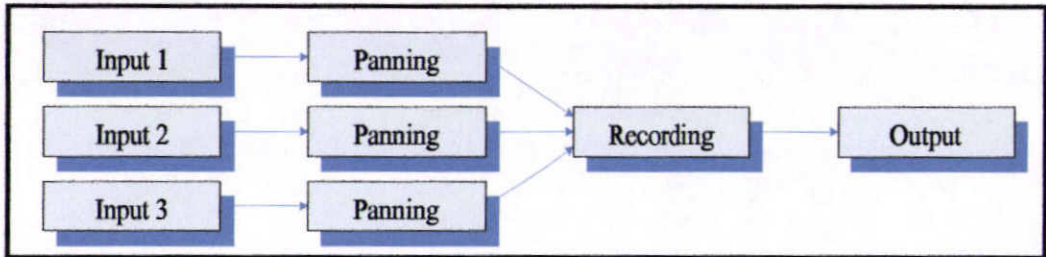 Input 1
Panning
Input 2
Panning
Recording
Output
Input 3
Panning